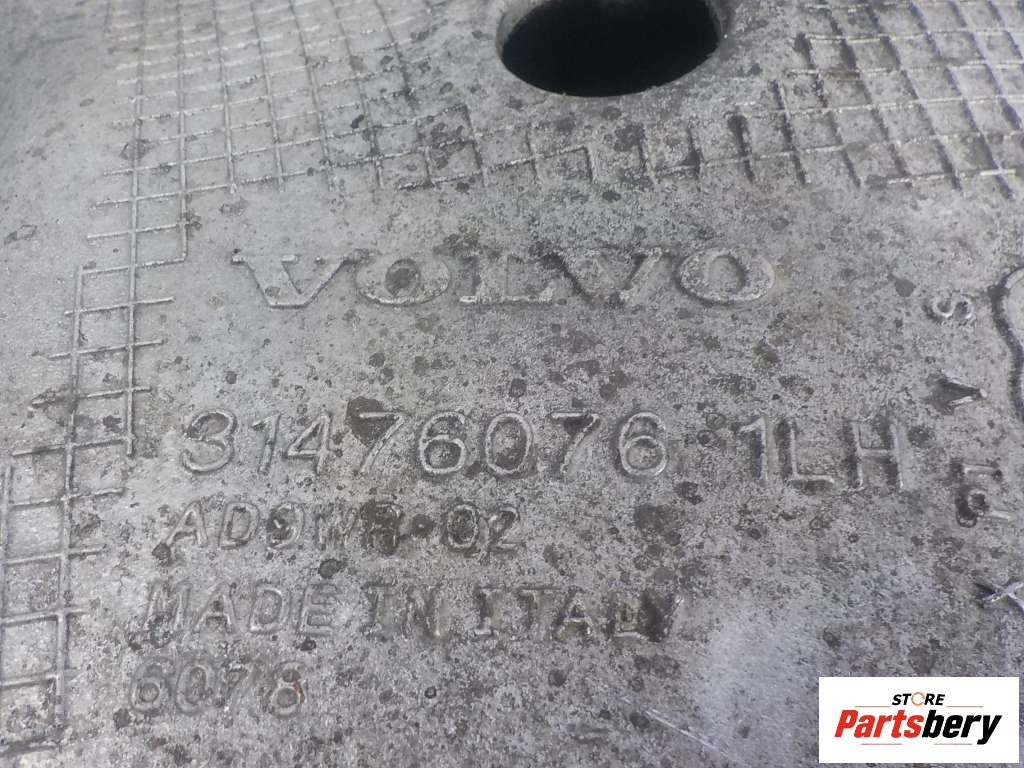 VOLVO
31476076 1LH
MADE IN ITALY
6078
STORE
Partsbery